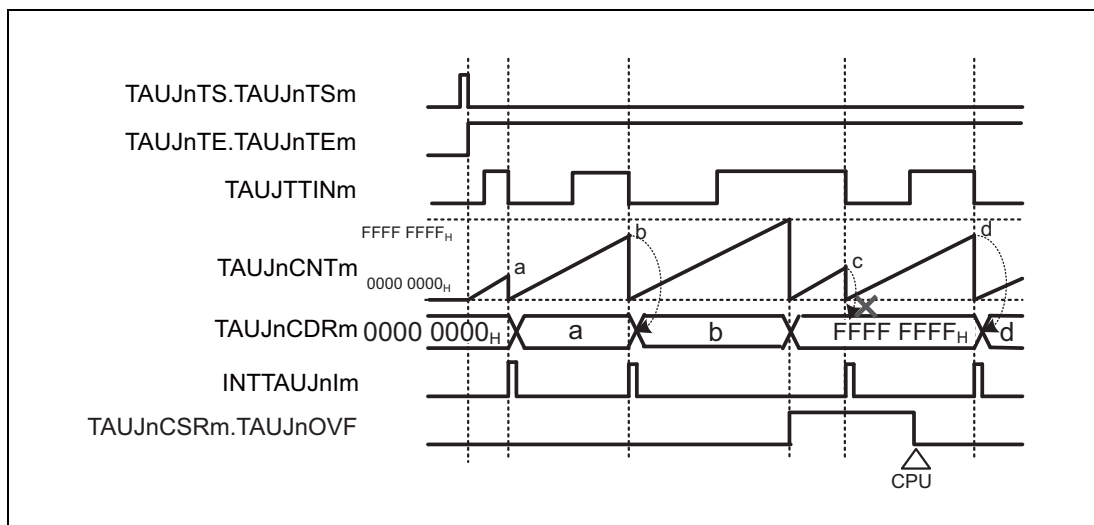 TAUJnTS.TAUJnTSm
TAUJnTE.TAUJnTEm
TAUJTTINm
FFFF FFFFH
b
d
TAUJnCNTm
a
c
0000 0000H
TAUJnCDRm 0000 0000H a b FFFF FFFFH d
INTTAUJnIm
TAUJnCSRm.TAUJnOVF
CPU